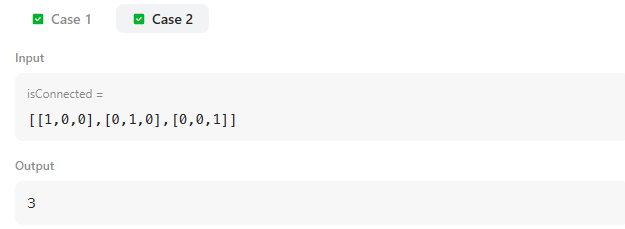 Case 1 Case 2
Input
isConnected =
[[1,0,0],[0,1,0],[0,0,1]]
Output
3